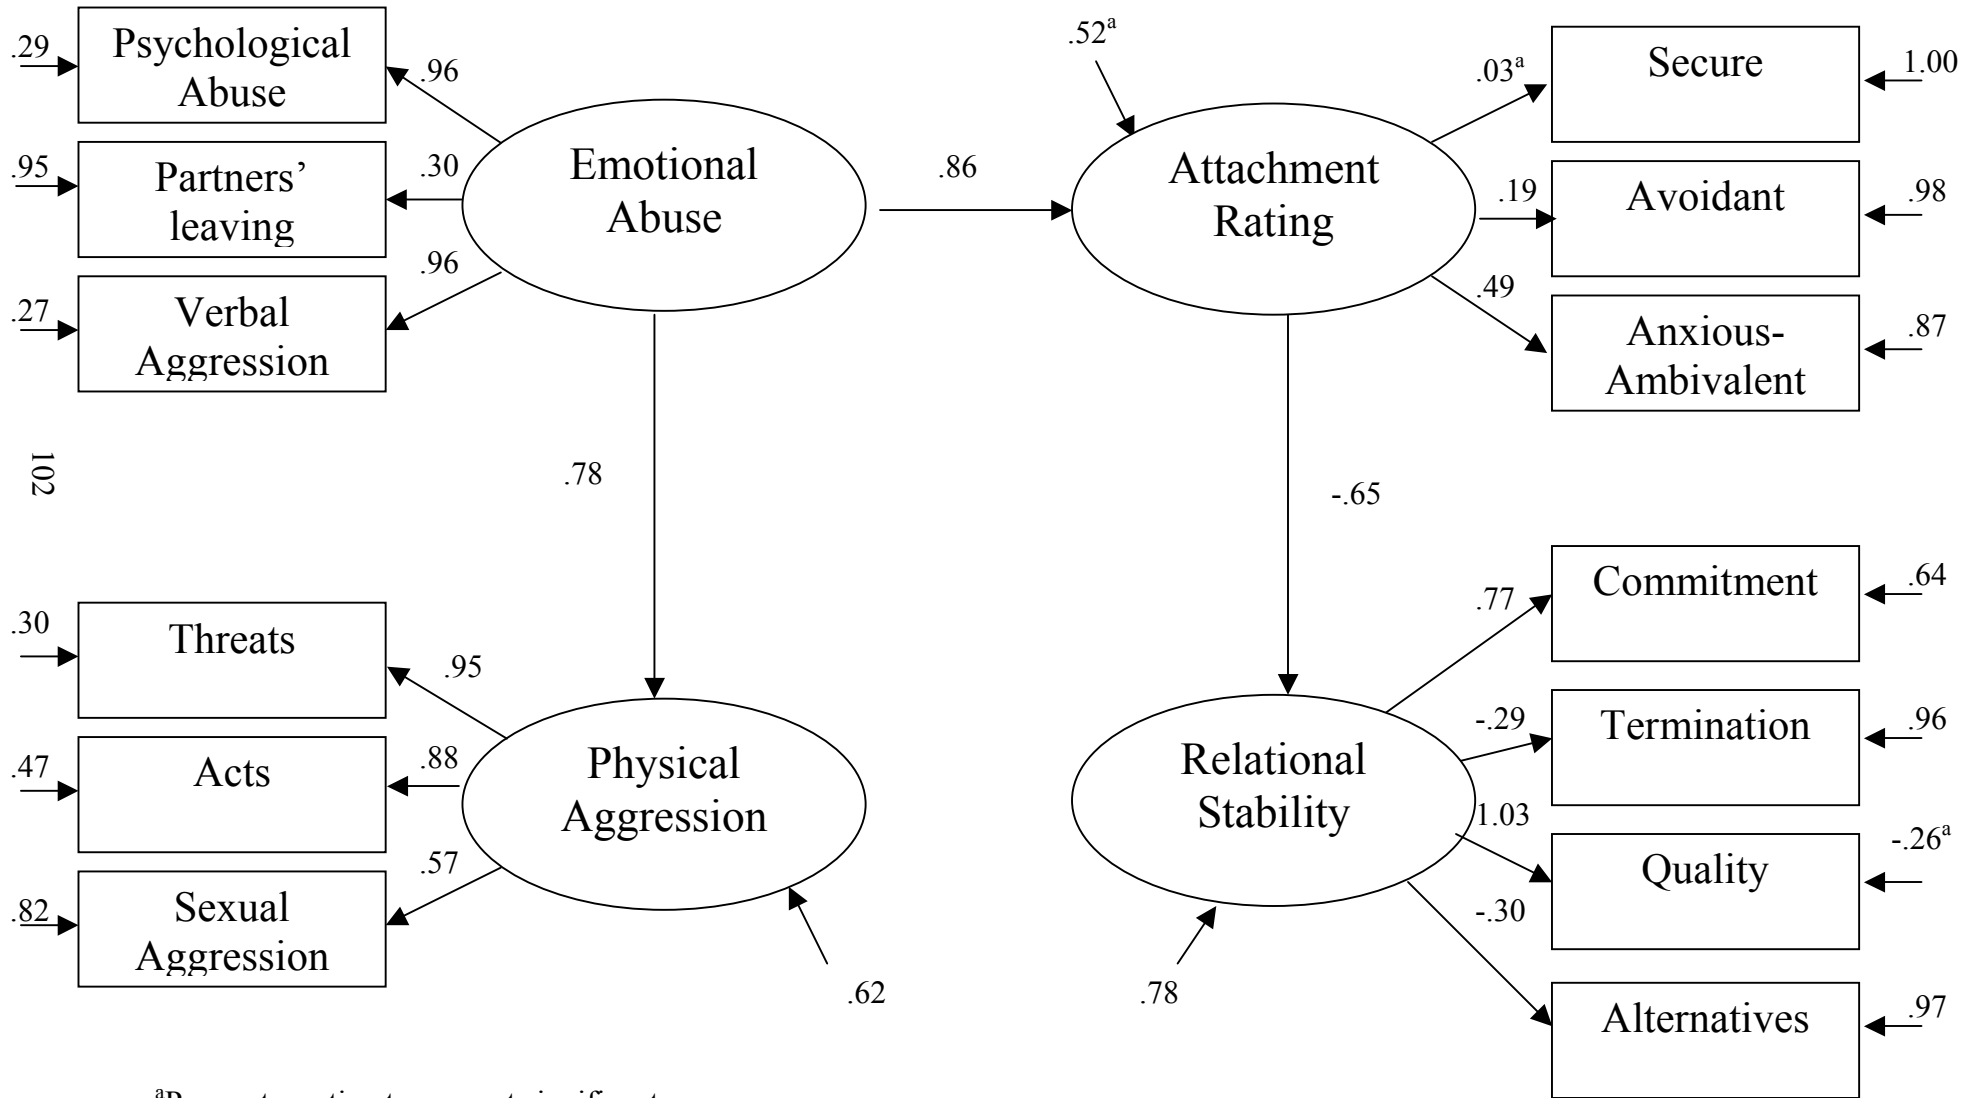 .29
Psychological
Abuse
.96
.95
Partners’
leaving
.30
.27
Verbal
Aggression
.96
Emotional
Abuse
.86
.52ᵃ
Attachment
Rating
.03ᵃ
Secure
1.00
.19
Avoidant
.98
.49
Anxious-
Ambivalent
.87
102
.78
-.65
.30
Threats
.95
.47
Acts
.88
.82
Sexual
Aggression
.57
Physical
Aggression
.62
Relational
Stability
.78
.77
Commitment
.64
-.29
Termination
.96
1.03
Quality
-.26ᵃ
-.30
Alternatives
.97